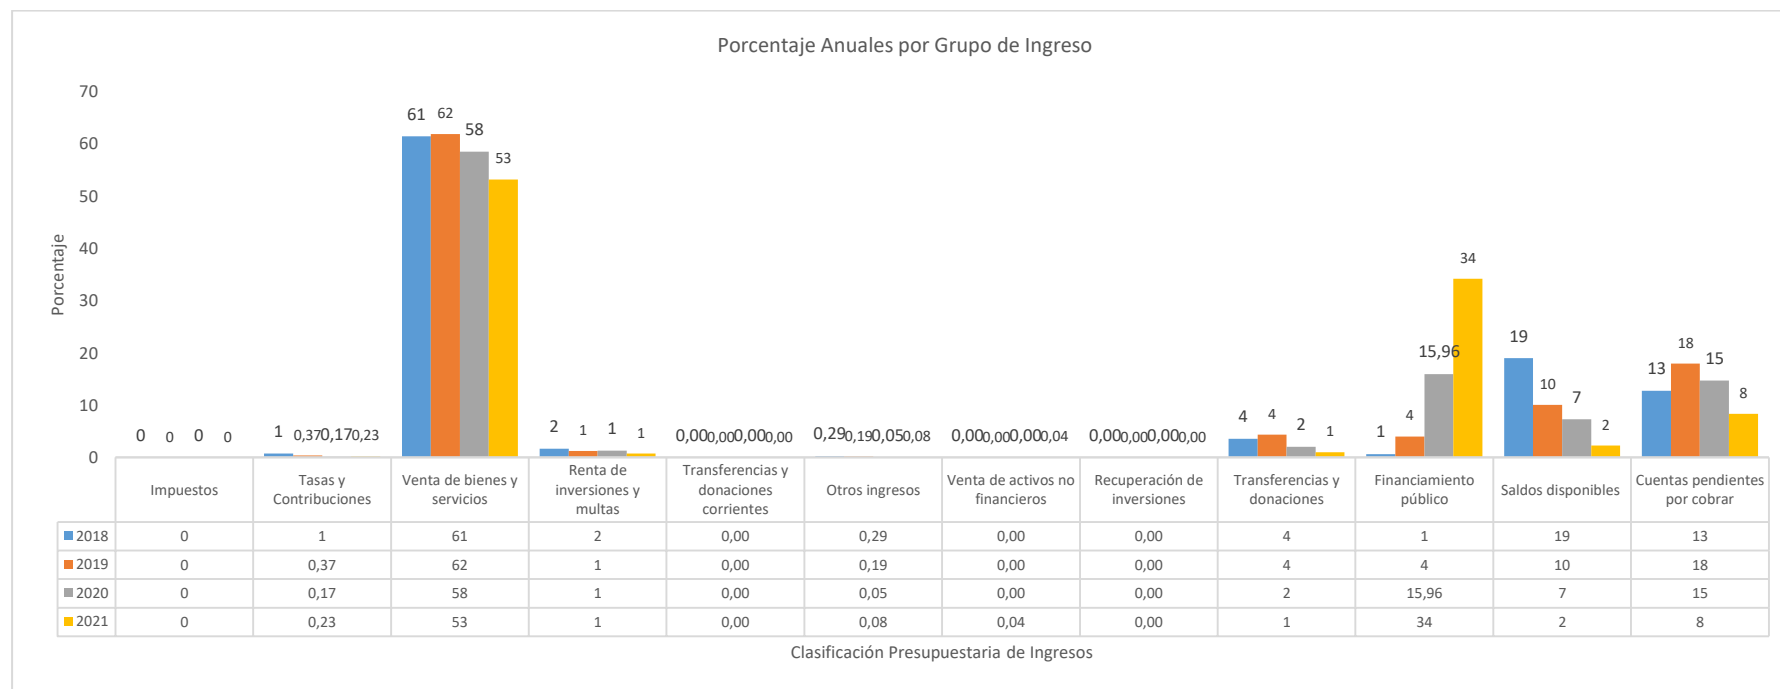 Porcentaje Anuales por Grupo de Ingreso
Porcentaje
70
60
50
40
30
20
10
0
0 0 0 0
1 0,37 0,17 0,23
61 62 58 53
2 1 1 1
0,00 0,00 0,00 0,00
0,29 0,19 0,05 0,08
0,00 0,00 0,00 0,04
0,00 0,00 0,00 0,00
4 4 2 1
1 4 15,96 34
19 10 7 2
13 18 15 8
Impuestos
Tasas y
Contribuciones
Venta de bienes y
servicios
Renta de
inversiones y
multas
Transferencias y
donaciones
corrientes
Otros ingresos
Venta de activos no
financieros
Recuperación de
inversiones
Transferencias y
donaciones
Financiamiento
público
Saldos disponibles
Cuentas pendientes
por cobrar
2018 0 1 61 2 0,00 0,29 0,00 0,00 4 1 19 13
2019 0 0,37 62 1 0,00 0,19 0,00 0,00 4 4 10 18
2020 0 0,17 58 1 0,00 0,05 0,00 0,00 2 15,96 7 15
2021 0 0,23 53 1 0,00 0,08 0,04 0,00 1 34 2 8
Clasificación Presupuestaria de Ingresos